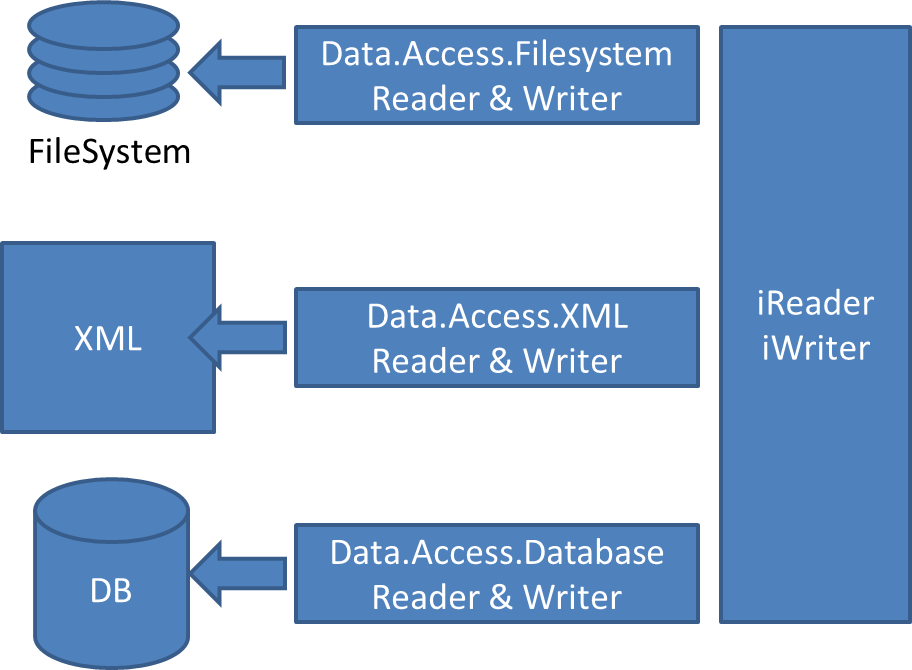 Data.Access.Filesystem
Reader & Writer
FileSystem
XML
Data.Access.XML
Reader & Writer
iReader
iWriter
DB
Data.Access.Database
Reader & Writer